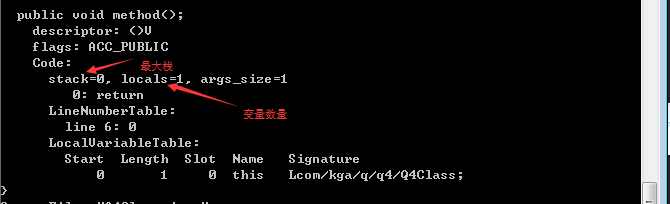 public void method();
descriptor: ()V
flags: ACC_PUBLIC
Code:
最大栈
stack=0, locals=1, args_size=1
0: return
变量数量
LineNumberTable:
line 6: 0
LocalVariableTable:
Start Length Slot Name Signature
0 1 0 this Lcom/kga/q/q4/Q4Class;
}